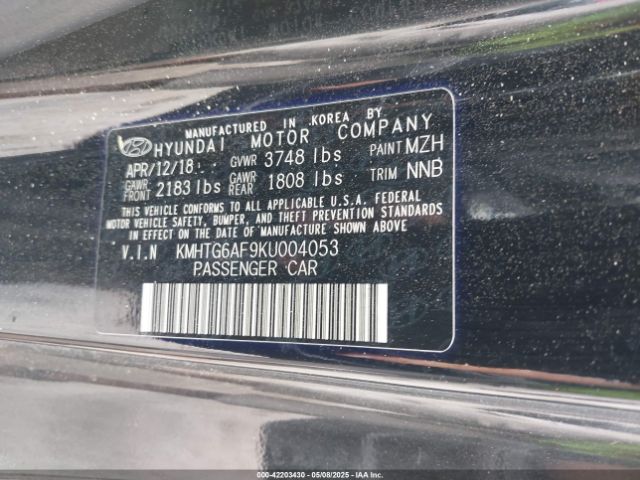 MANUFACTURED IN KOREA BY
HYUNDAI MOTOR COMPANY
APR/12/18 GVWR 3748 lbs PAINT MZH
GAWR FRONT 2183 lbs GAWR REAR 1808 lbs TRIM NNB
THIS VEHICLE CONFORMS TO ALL APPLICABLE U.S.A. FEDERAL
MOTOR VEHICLE SAFETY, BUMPER, AND THEFT PREVENTION STANDARDS
IN EFFECT ON THE DATE OF MANUFACTURE SHOWN ABOVE
V.I.N KMHTG6AF9KU004053
PASSENGER CAR
000-42203430 - 05/08/2025 - IAAI.COM